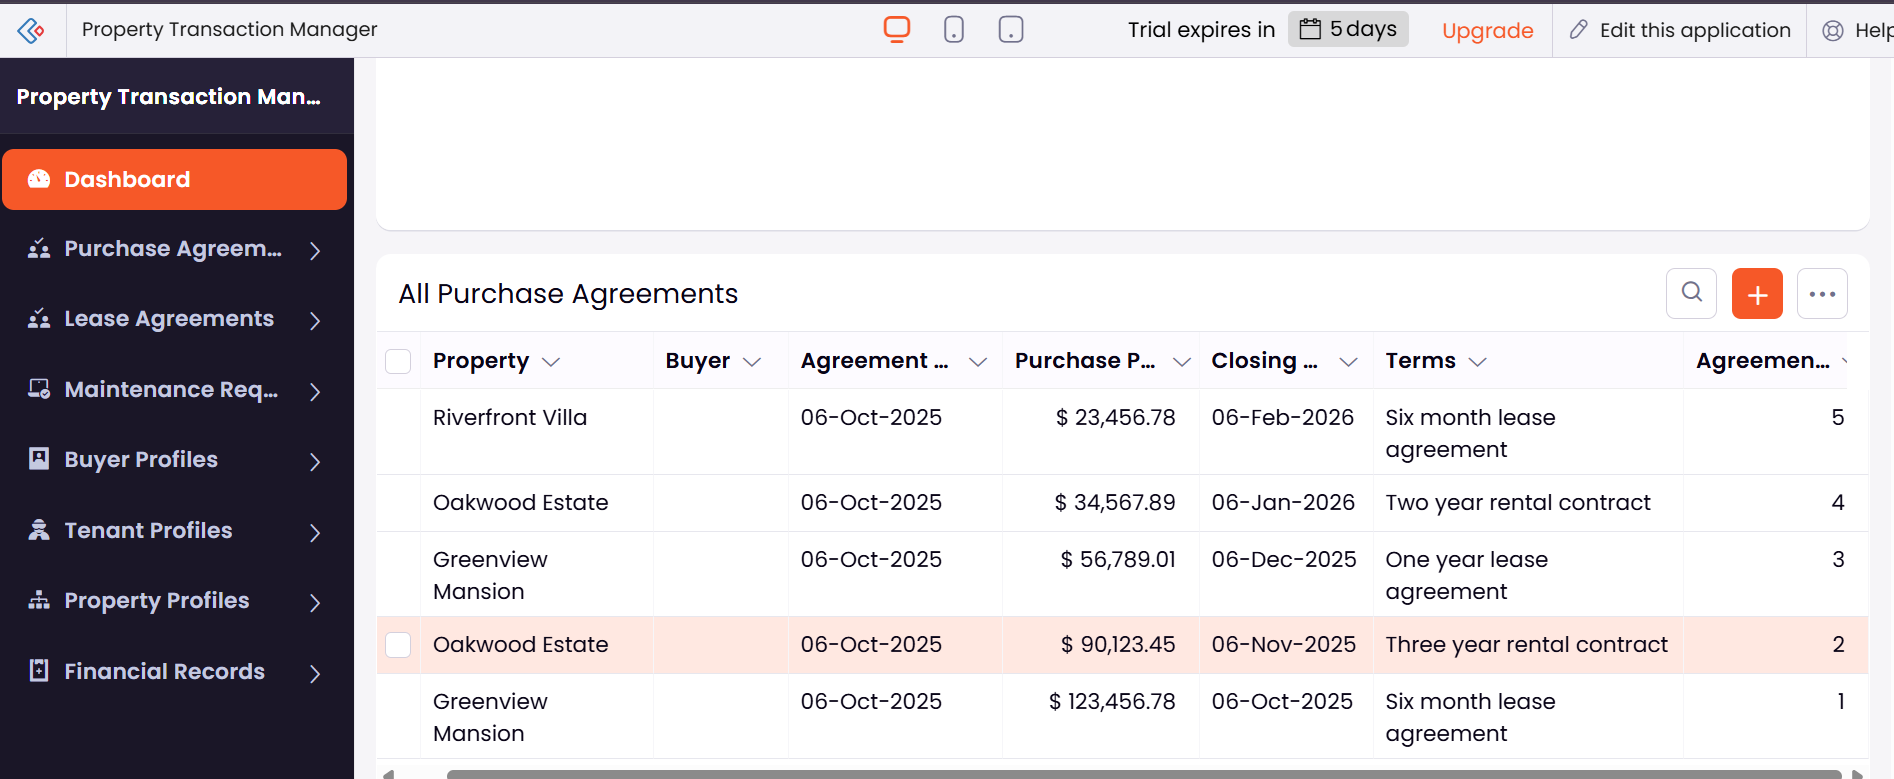 Property Transaction Manager
Trial expires in 5 days Upgrade Edit this application Help
Property Transaction Man...
Dashboard
Purchase Agreem...
Lease Agreements
Maintenance Req...
Buyer Profiles
Tenant Profiles
Property Profiles
Financial Records
All Purchase Agreements
Property Buyer Agreement ... Purchase P... Closing ... Terms Agreemen...
Riverfront Villa 06-Oct-2025 $ 23,456.78 06-Feb-2026 Six month lease 5
agreement
Oakwood Estate 06-Oct-2025 $ 34,567.89 06-Jan-2026 Two year rental contract 4
Greenview 06-Oct-2025 $ 56,789.01 06-Dec-2025 One year lease 3
Mansion agreement
Oakwood Estate 06-Oct-2025 $ 90,123.45 06-Nov-2025 Three year rental contract 2
Greenview 06-Oct-2025 $ 123,456.78 06-Oct-2025 Six month lease 1
Mansion agreement